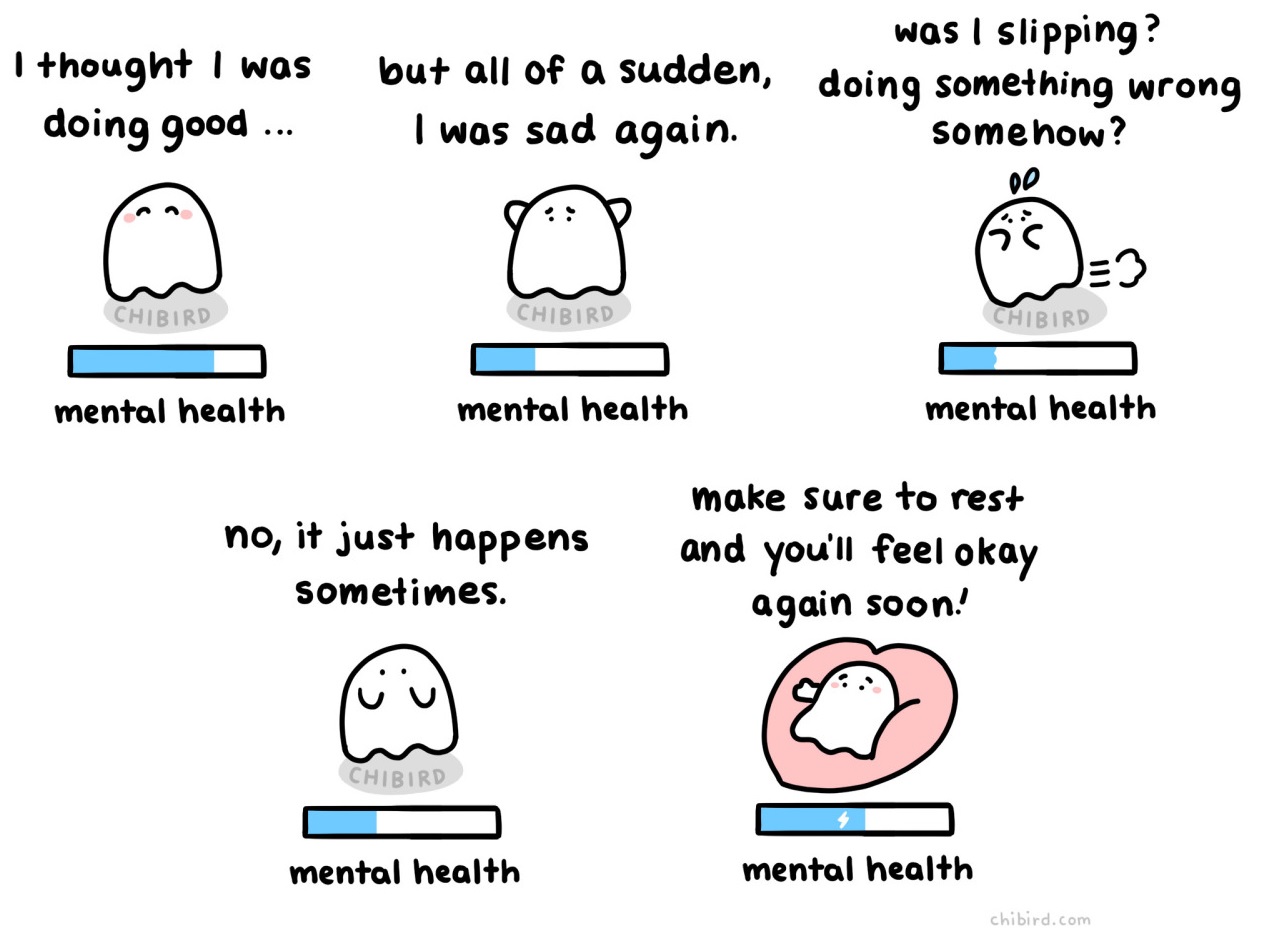 I thought I was
doing good ...
CHIBIRD
mental health
but all of a sudden,
I was sad again.
CHIBIRD
mental health
was I slipping?
doing something wrong
somehow?
CHIBIRD
mental health
no, it just happens
sometimes.
CHIBIRD
mental health
make sure to rest
and you'll feel okay
again soon!
mental health
chibird.com